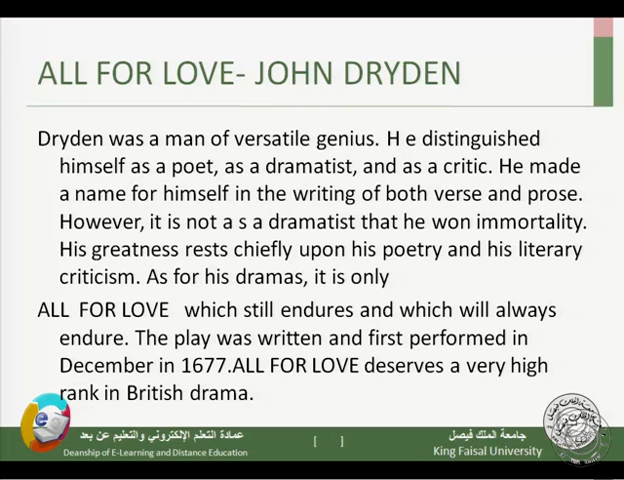 ALL FOR LOVE- JOHN DRYDEN
Dryden was a man of versatile genius. H e distinguished
himself as a poet, as a dramatist, and as a critic. He made
a name for himself in the writing of both verse and prose.
However, it is not a s a dramatist that he won immortality.
His greatness rests chiefly upon his poetry and his literary
criticism. As for his dramas, it is only
ALL FOR LOVE which still endures and which will always
endure. The play was written and first performed in
December in 1677.ALL FOR LOVE deserves a very high
rank in British drama.
عمادة التعلم الإلكتروني والتعليم عن بعد
Deanship of E-Learning and Distance Education
[ ]
جامعة الملك فيصل
King Faisal University